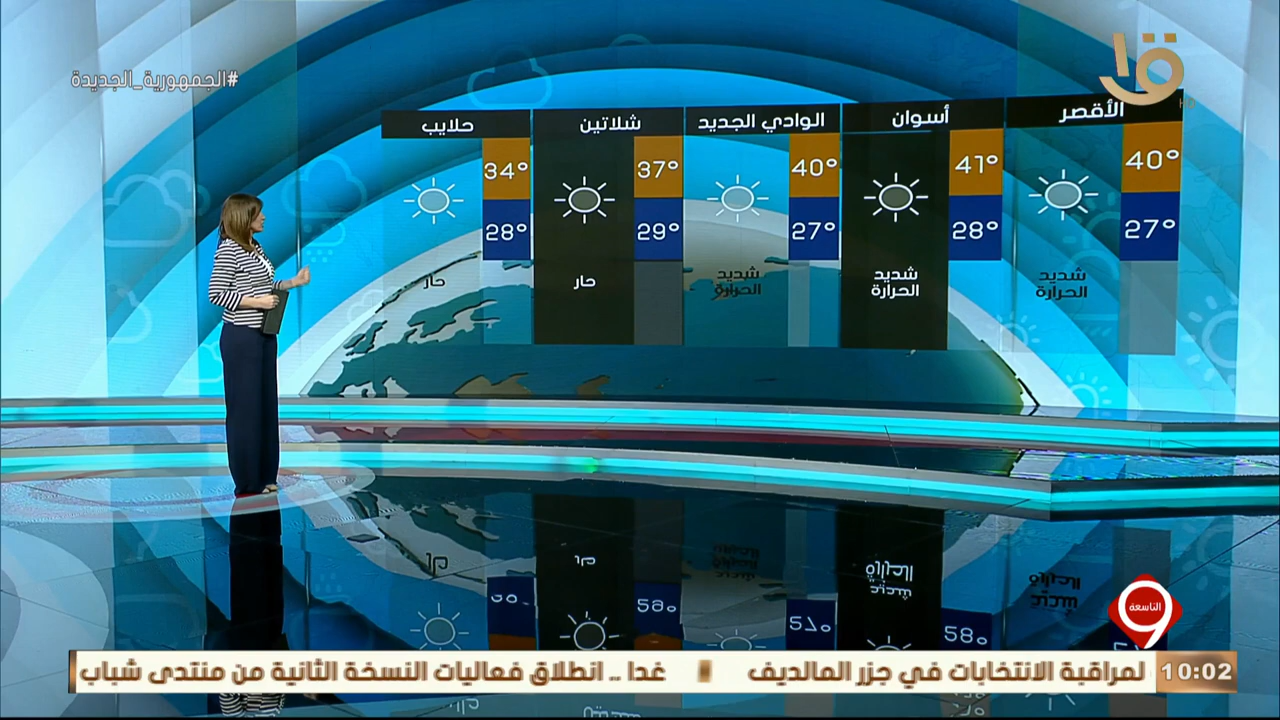 #الجمهورية_الجديدة
الأقصر
40°
27°
شديد
الحرارة
أسوان
41°
28°
شديد
الحرارة
الوادي الجديد
40°
27°
شديد
الحرارة
شلاتين
37°
29°
حار
حلايب
34°
28°
حار
التاسعة
9
10:02
لمراقبة الانتخابات في جزر المالديف
غدا .. انطلاق فعاليات النسخة الثانية من منتدى شباب